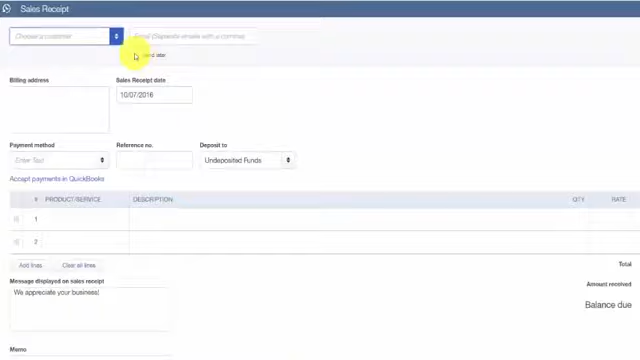 Sales Receipt
Choose a customer
Email (Separate emails with a comma)
later
Billing address
Sales Receipt date
10/07/2016
Payment method
Reference no.
Deposit to
Enter Text
Undeposited Funds
Accept payments in QuickBooks
# PRODUCT/SERVICE DESCRIPTION QTY RATE
1
2
Add lines
Clear all lines
Total
Message displayed on sales receipt
Amount received
We appreciate your business!
Balance due
Memo